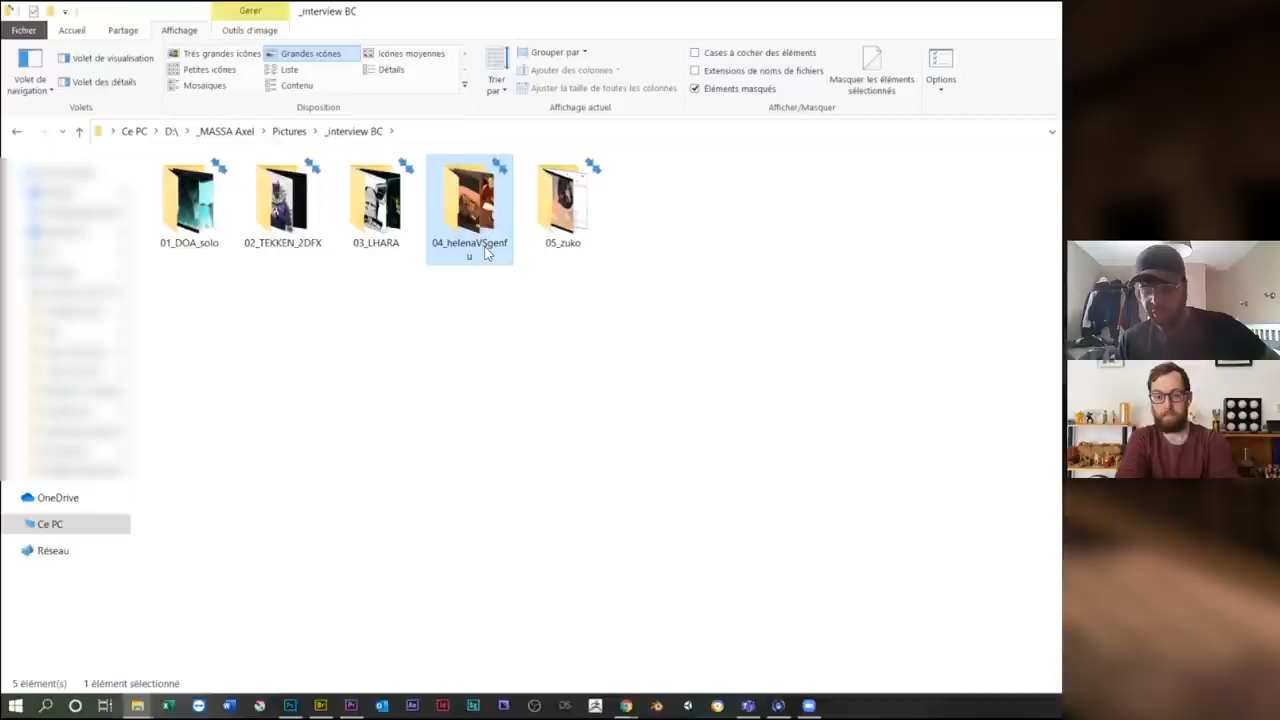 Gérer
_interview BC
Fichier
Accueil
Partage
Affichage
Outils d'image
Volet de navigation
Volet de visualisation
Volet des détails
Volets
Très grandes icônes
Grandes icônes
Icônes moyennes
Petites icônes
Liste
Détails
Mosaïques
Contenu
Disposition
Trier par
Grouper par
Ajouter des colonnes
Ajuster la taille de toutes les colonnes
Affichage actuel
Cases à cocher des éléments
Extensions de noms de fichiers
Éléments masqués
Masquer les éléments
sélectionnés
Afficher/Masquer
Options
Ce PC > D:\ > _MASSA Axel > Pictures > _interview BC >
01_DOA_solo
02_TEKKEN_2DFX
03_LHARA
04_helenaVSgenf
u
05_zuko
OneDrive
Ce PC
Réseau
5 élément(s)
1 élément sélectionné